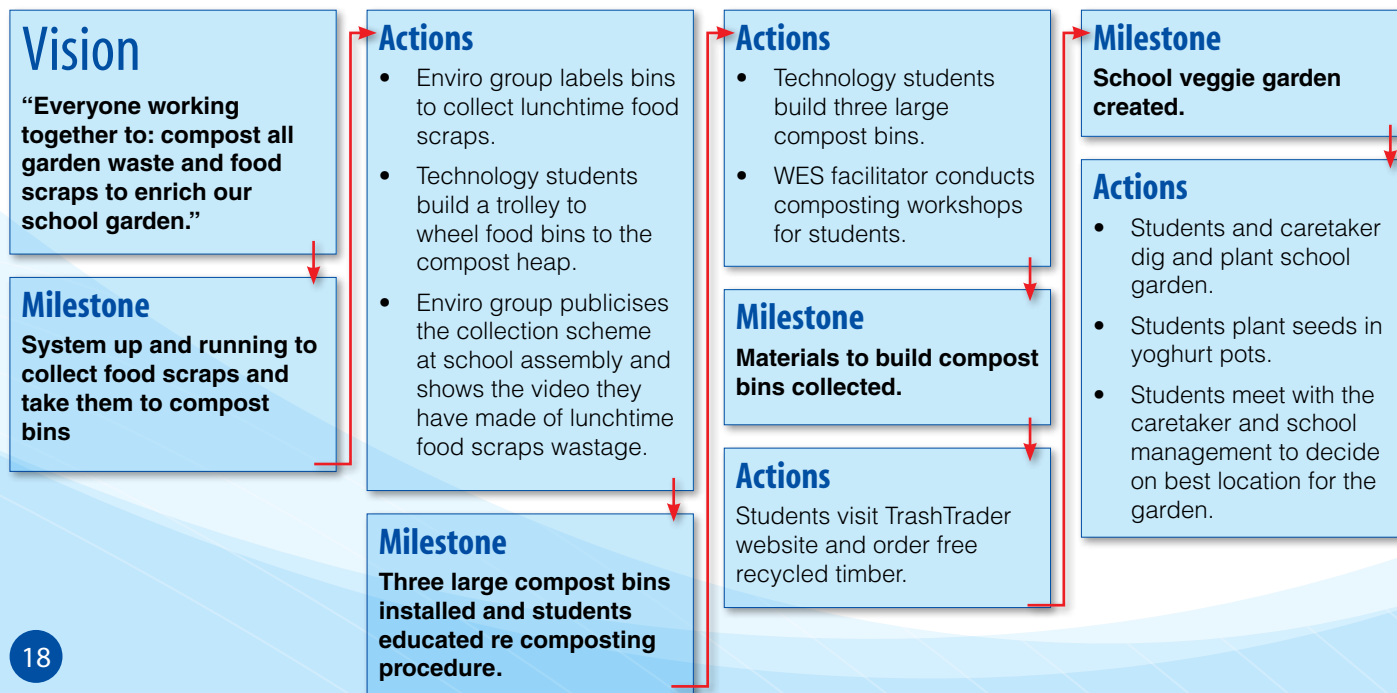 Vision
“Everyone working
together to: compost all
garden waste and food
scraps to enrich our
school garden.”
Milestone
System up and running to
collect food scraps and
take them to compost
bins
Actions
• Enviro group labels bins
to collect lunchtime food
scraps.
• Technology students
build a trolley to
wheel food bins to the
compost heap.
• Enviro group publicises
the collection scheme
at school assembly and
shows the video they
have made of lunchtime
food scraps wastage.
Milestone
Three large compost bins
installed and students
educated re composting
procedure.
Actions
• Technology students
build three large
compost bins.
• WES facilitator conducts
composting workshops
for students.
Milestone
Materials to build compost
bins collected.
Actions
Students visit TrashTrader
website and order free
recycled timber.
Milestone
School veggie garden
created.
Actions
• Students and caretaker
dig and plant school
garden.
• Students plant seeds in
yoghurt pots.
• Students meet with the
caretaker and school
management to decide
on best location for the
garden.
18